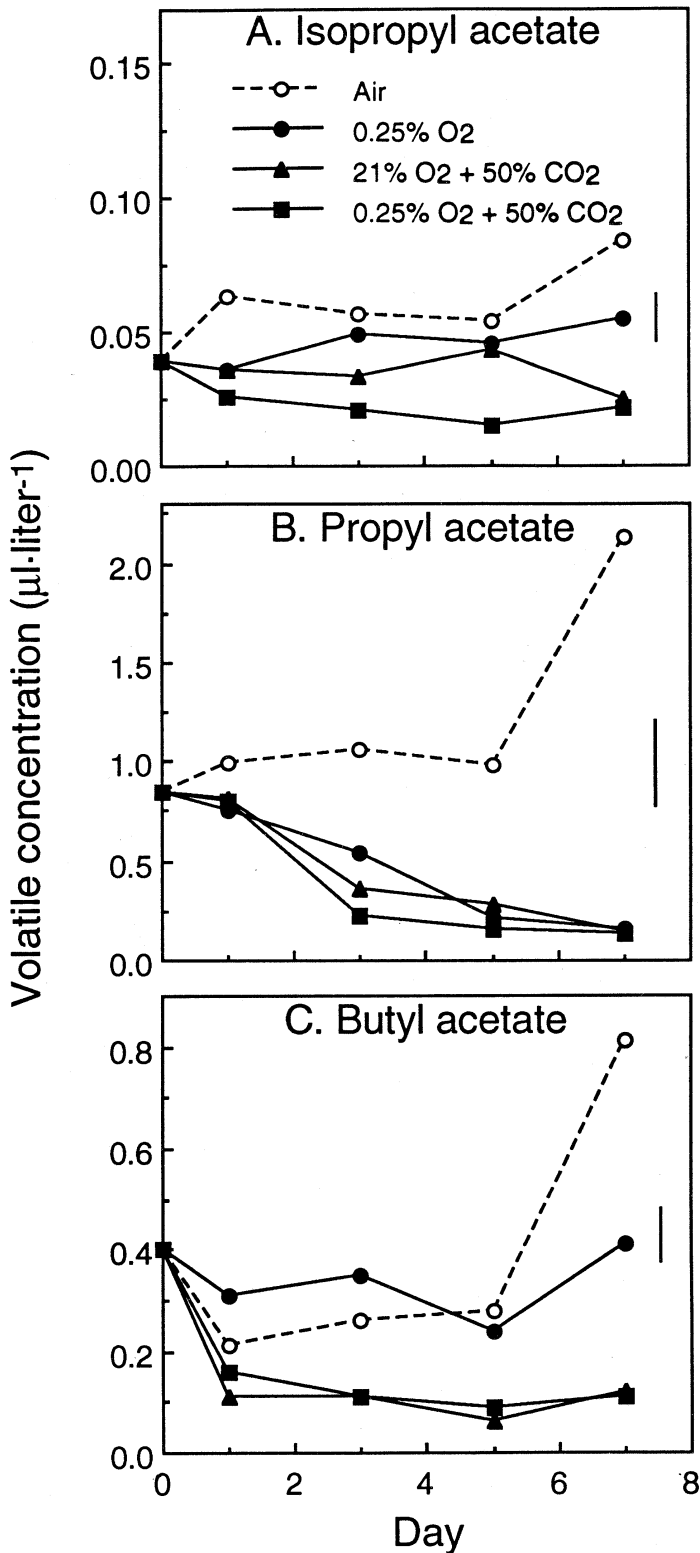 A. Isopropyl acetate
0.15
Air
0.25% O2
21% O2 + 50% CO2
0.10
0.25% O2 + 50% CO2
0.05
0.00
Volatile concentration (µl·liter-1)
B. Propyl acetate
2.0
1.5
1.0
0.5
0.0
C. Butyl acetate
0.8
0.6
0.4
0.2
0.0
0 2 4 6 8
Day